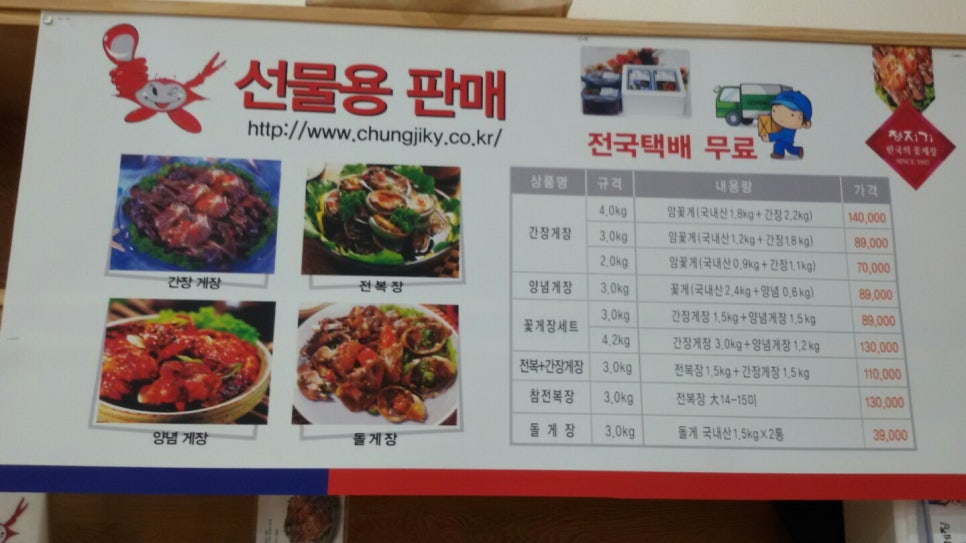 선물용 판매
http://www.chungjiky.co.kr/
전국택배 무료
청지기
한국의 꽃게장
SINCE 1997
간장 게장
전 복 장
양념 게장
돌 게 장
상품명 규격 내용량 가격
간장게장 4.0kg 암꽃게(국내산1.8kg+간장2.2kg) 140,000
3.0kg 암꽃게(국내산1.2kg+간장1.8kg) 89,000
2.0kg 암꽃게(국내산0.9kg+간장1.1kg) 70,000
양념게장 3.0kg 꽃게(국내산2.4kg+양념0.6kg) 89,000
꽃게장세트 3.0kg 간장게장 1.5kg+양념게장1.5kg 89,000
4.2kg 간장게장 3.0kg+양념게장1.2kg 130,000
전복+간장게장 3.0kg 전복장1.5kg+간장게장1.5kg 110,000
참전복장 3.0kg 전복장 大14-15미 130,000
돌 게 장 3.0kg 돌게 국내산1.5kg×2통 39,000